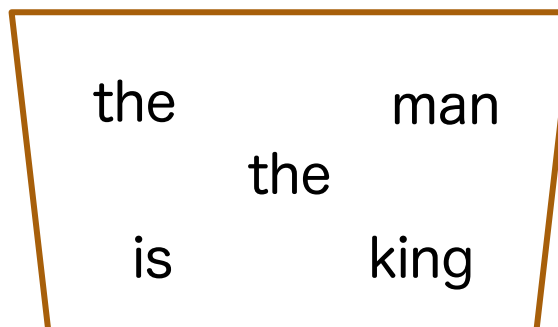 the man
the
is king